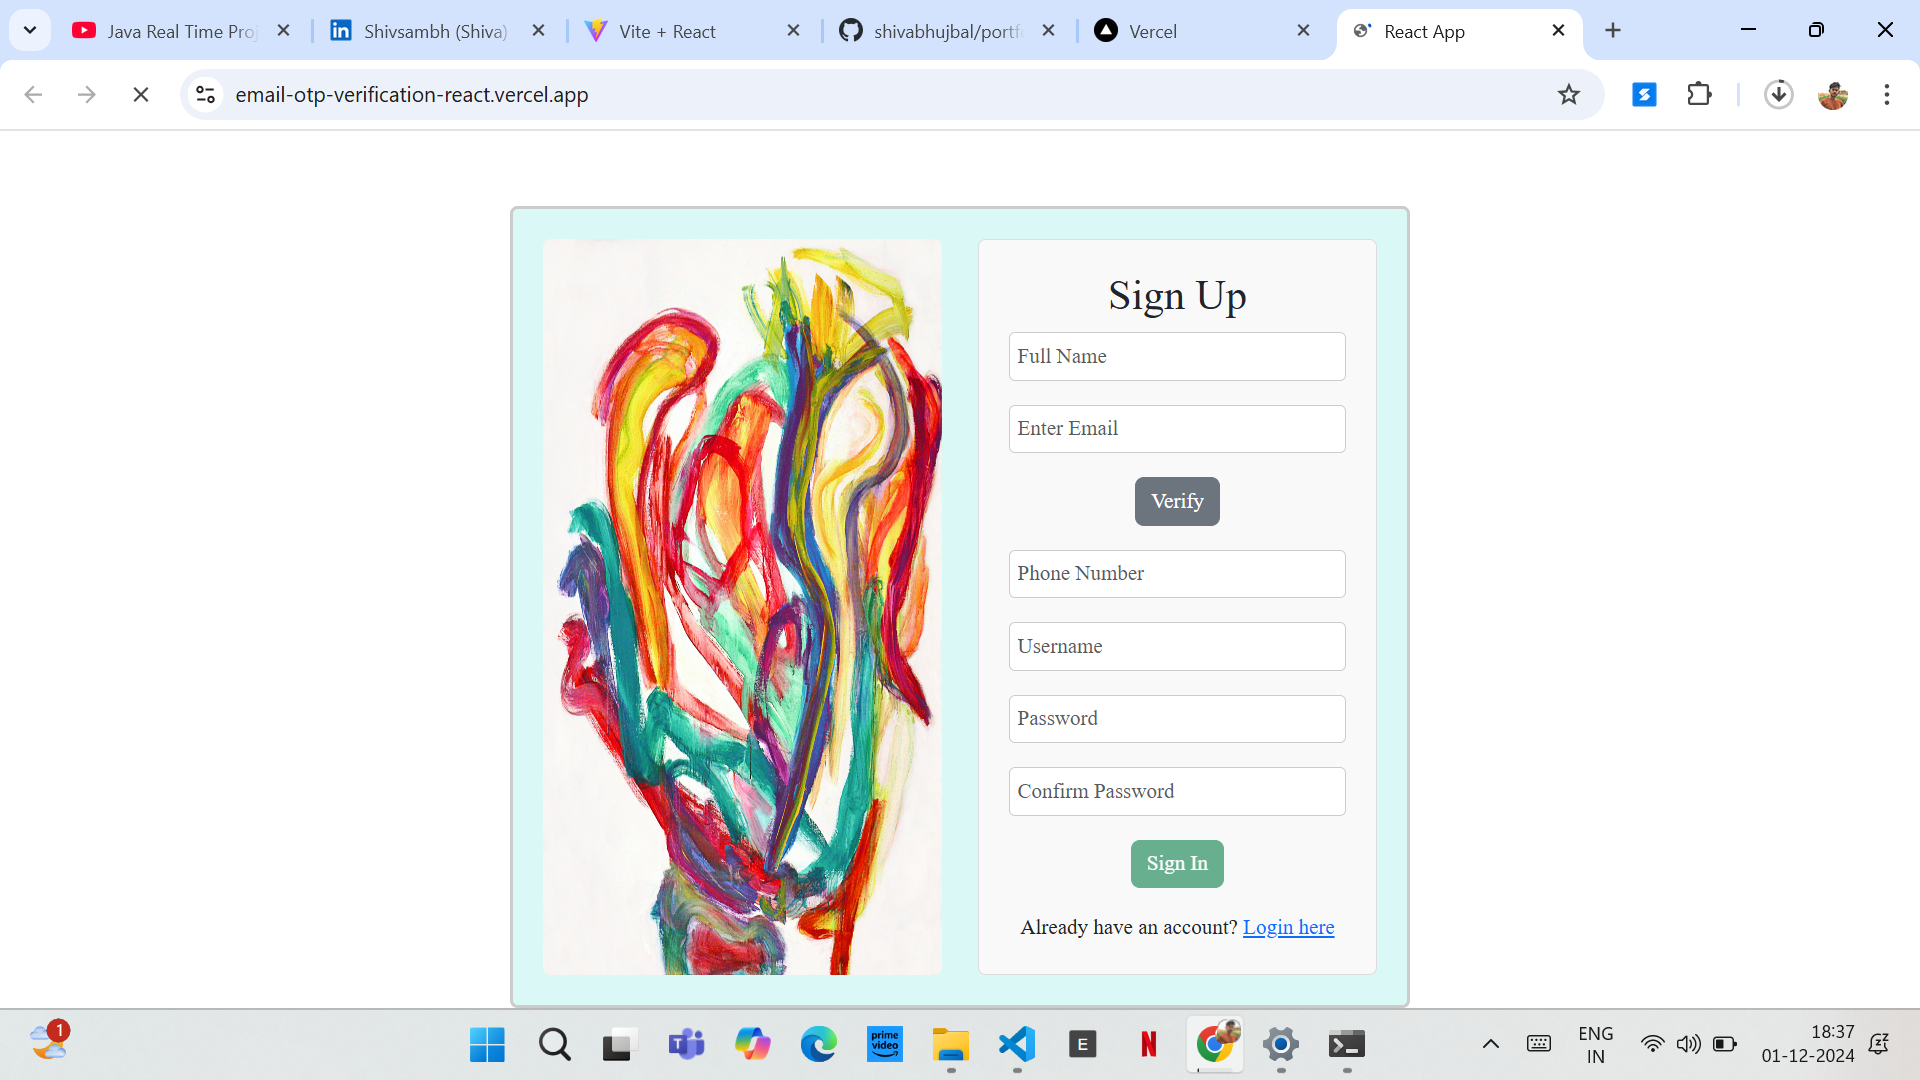 Java Real Time Proj
Shivsambh (Shiva)
Vite + React
shivabhujbal/portfo
Vercel
React App
email-otp-verification-react.vercel.app
Sign Up
Full Name
Enter Email
Verify
Phone Number
Username
Password
Confirm Password
Sign In
Already have an account? Login here
1
prime
video
E
N
ENG
IN
18:37
01-12-2024